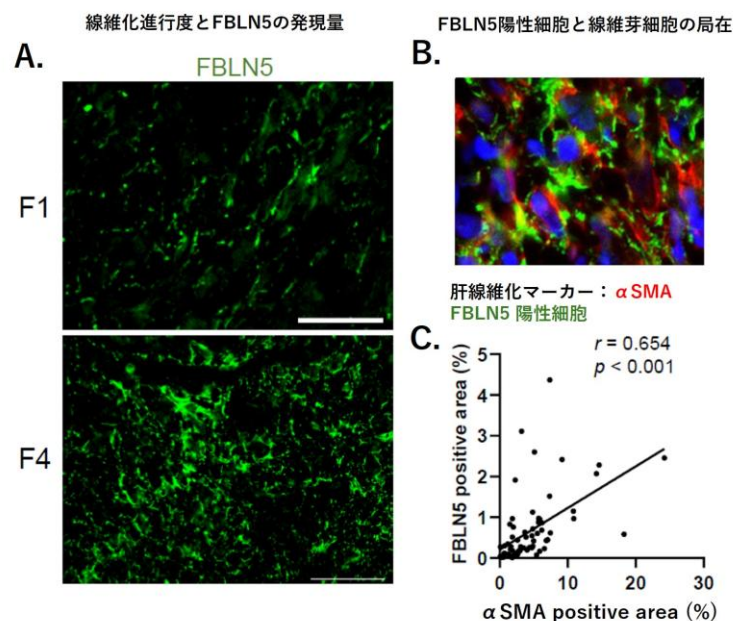 線維化進行度とFBLN5の発現量
A.
FBLN5
F1
F4
FBLN5陽性細胞と線維芽細胞の局在
B.
肝線維化マーカー：αSMA
FBLN5 陽性細胞
C.
r = 0.654
p < 0.001
FBLN5 positive area (%)
5
4
3
2
1
0
0 10 20 30
αSMA positive area (%)